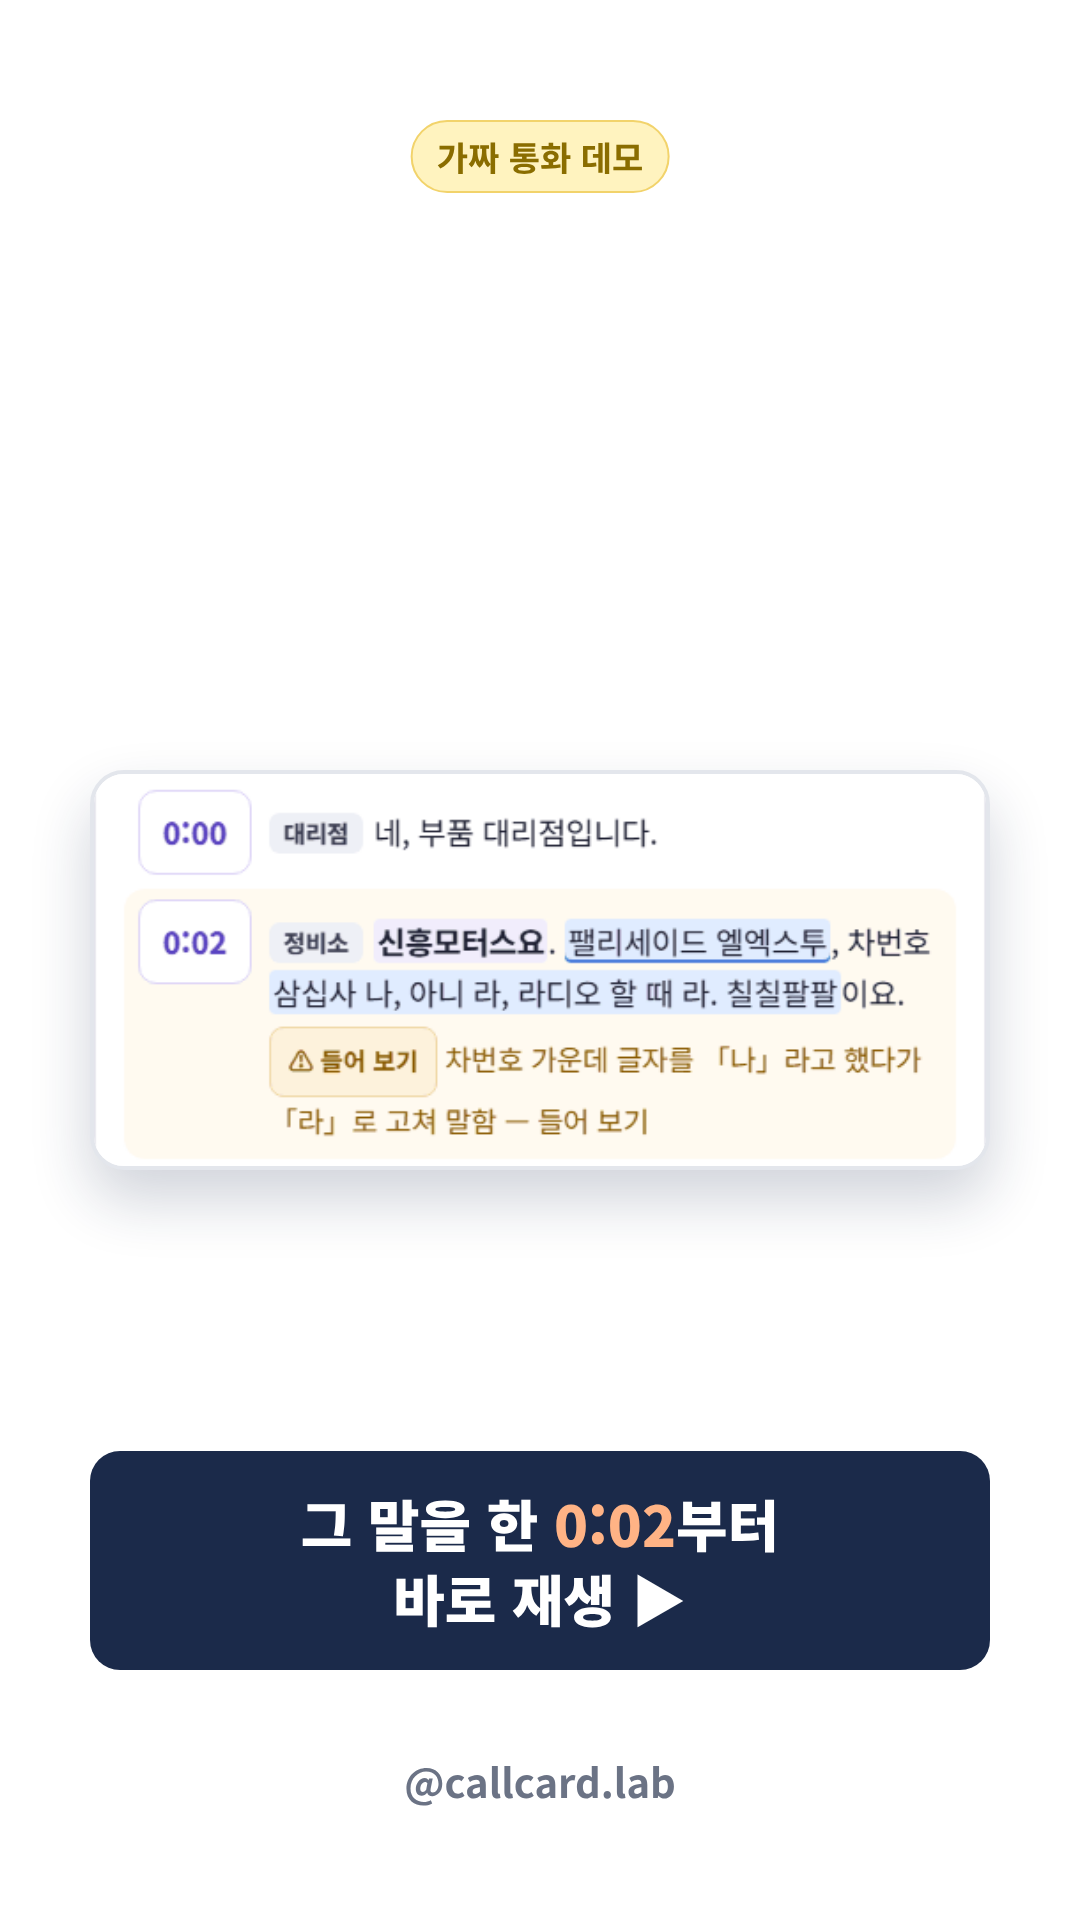 가짜 통화 데모
0:00 대리점 네, 부품 대리점입니다.
0:02 정비소 신흥모터스요. 팰리세이드 엘엑스투, 차번호
삼십사 나, 아니 라, 라디오 할 때 라. 칠칠팔팔이요.
⚠ 들어 보기 차번호 가운데 글자를 「나」라고 했다가
「라」로 고쳐 말함 — 들어 보기
그 말을 한 0:02부터
바로 재생 ▶
@callcard.lab